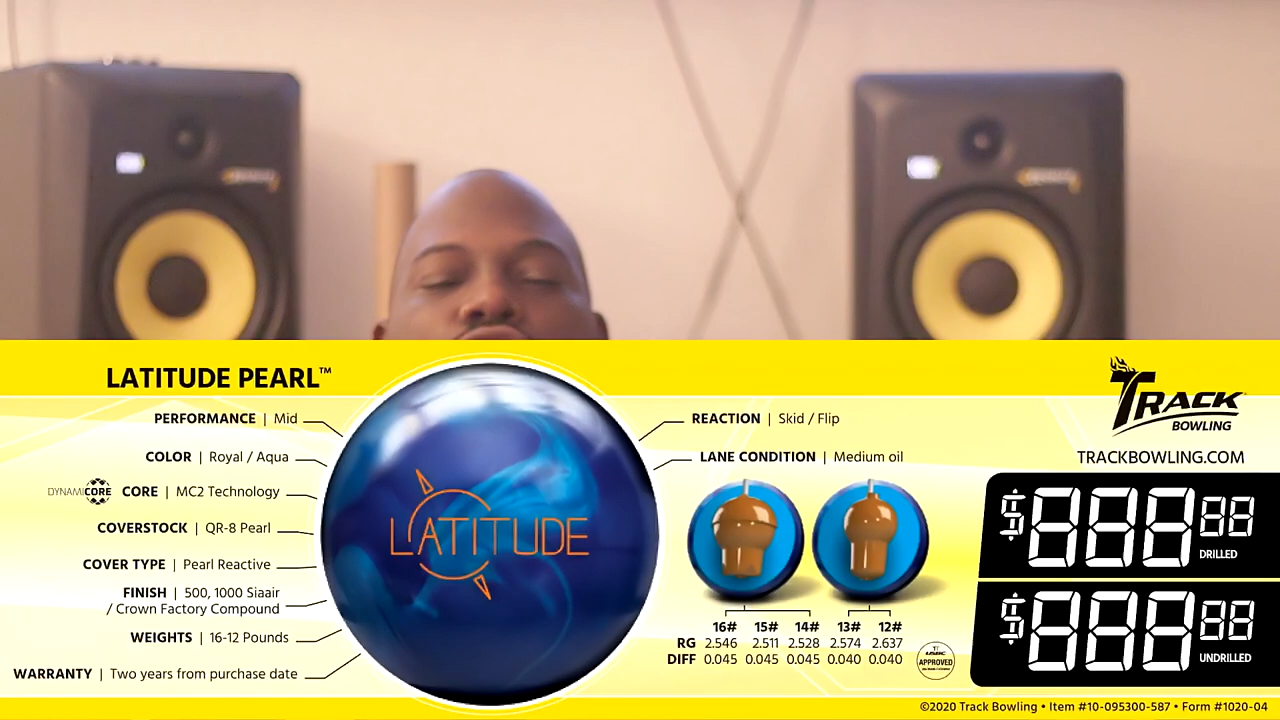 LATITUDE PEARL™
PERFORMANCE | Mid
COLOR | Royal / Aqua
DYNAMICORE CORE | MC2 Technology
COVERSTOCK | QR-8 Pearl
COVER TYPE | Pearl Reactive
FINISH | 500, 1000 Siaair
/ Crown Factory Compound
WEIGHTS | 16-12 Pounds
WARRANTY | Two years from purchase date
LATITUDE
REACTION | Skid / Flip
LANE CONDITION | Medium oil
16# 15# 14# 13# 12#
RG 2.546 2.511 2.528 2.574 2.637
DIFF 0.045 0.045 0.045 0.040 0.040
USBC
APPROVED
TRACK
BOWLING
TRACKBOWLING.COM
$888 88
DRILLED
$888 88
UNDRILLED
©2020 Track Bowling • Item #10-095300-587 • Form #1020-04